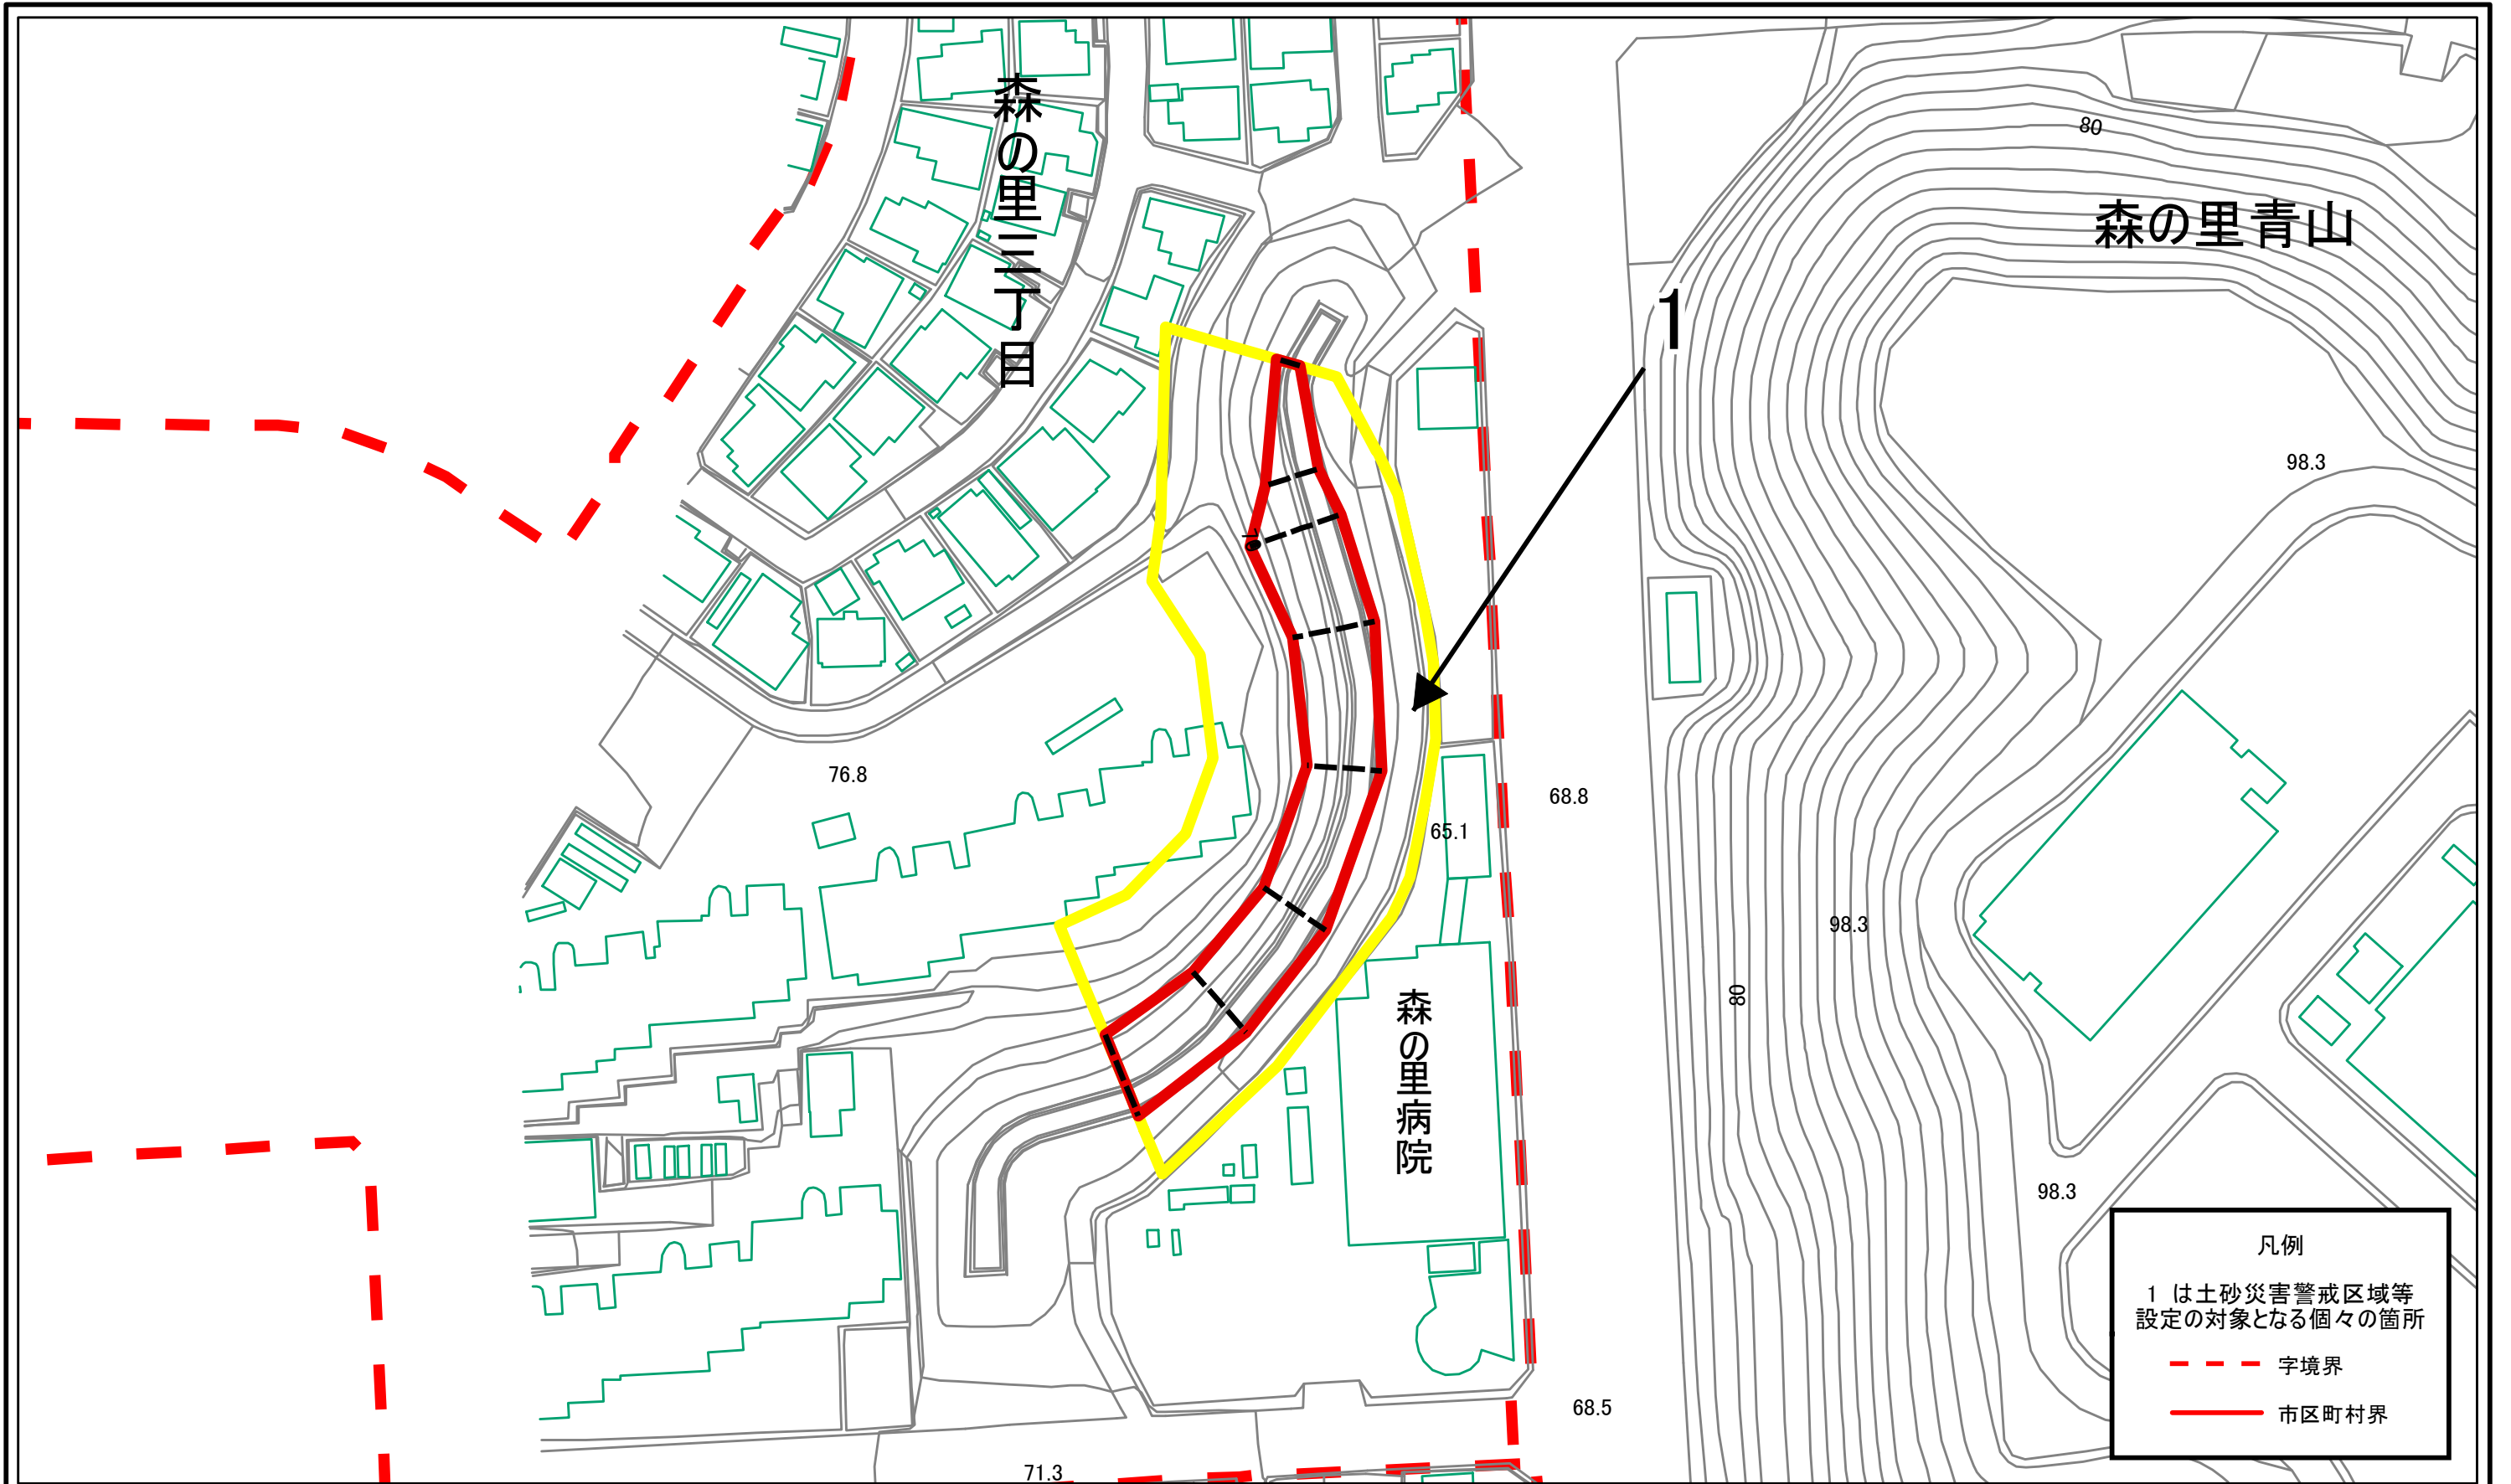 森の里三丁目
80
森の里青山
1
98.3
76.8
68.8
65.1
98.3
80
森の里病院
98.3
68.5
71.3
凡例
1 は土砂災害警戒区域等
設定の対象となる個々の箇所
字境界
市区町村界